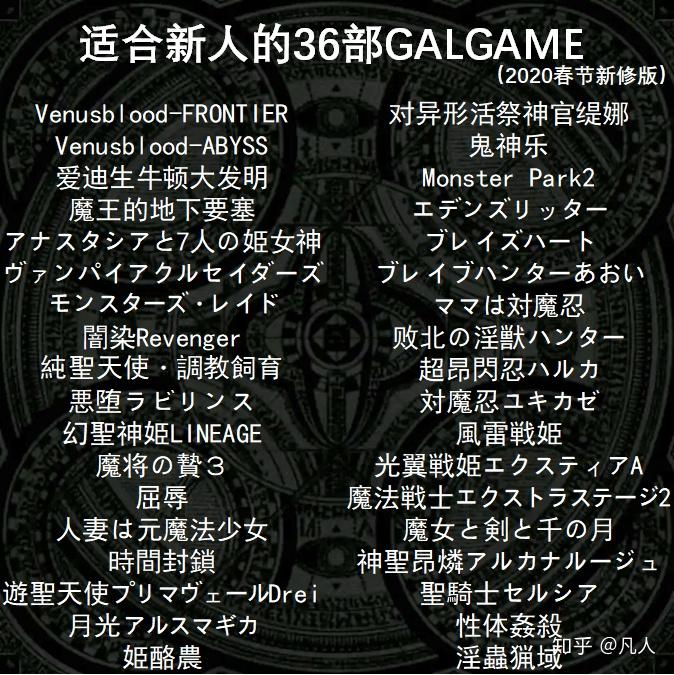 适合新人的36部GALGAME
(2020春节新修版)
Venusblood-FRONTIER
Venusblood-ABYSS
爱迪生牛顿大发明
魔王的地下要塞
アナスタシアと7人の姫女神
ヴァンパイアクルセイダーズ
モンスターズ・レイド
闇染Revenger
純聖天使・調教飼育
悪堕ラビリンス
幻聖神姫LINEAGE
魔将の贄3
屈辱
人妻は元魔法少女
時間封鎖
遊聖天使プリマヴェールDrei
月光アルスマギカ
姫酪農
对异形活祭神官缇娜
鬼神乐
Monster Park2
エデンズリッター
ブレイズハート
ブレイブハンターあおい
ママは対魔忍
败北の淫獣ハンター
超昂閃忍ハルカ
対魔忍ユキカゼ
風雷戦姫
光翼戦姫エクスティアA
魔法戦士エクストラステージ2
魔女と剣と千の月
神聖昂燐アルカナルージュ
聖騎士セルシア
性体姦殺
淫蟲猟域
知乎 @凡人